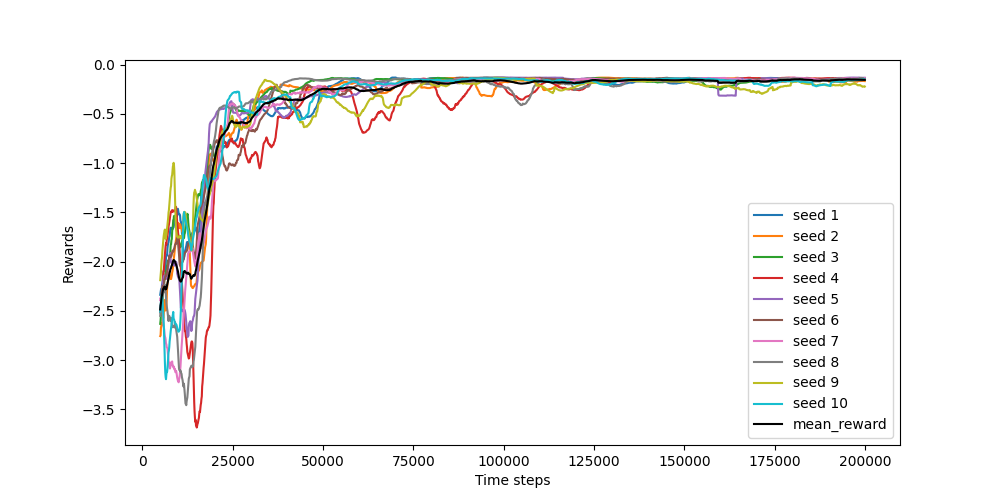 0.0
−0.5
−1.0
−1.5
−2.0
−2.5
−3.0
−3.5
Rewards
0 25000 50000 75000 100000 125000 150000 175000 200000
Time steps
seed 1
seed 2
seed 3
seed 4
seed 5
seed 6
seed 7
seed 8
seed 9
seed 10
mean_reward